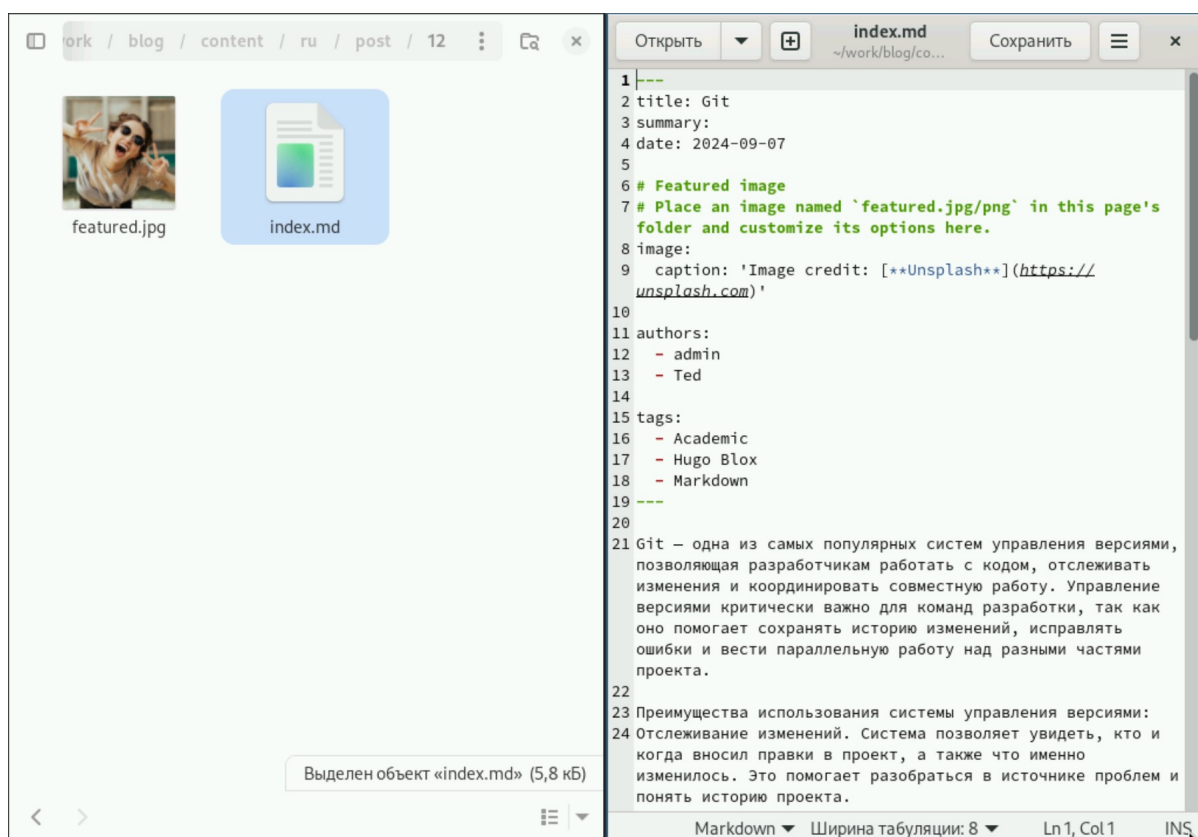 ork / blog / content / ru / post / 12
featured.jpg
index.md
Выделен объект «index.md» (5,8 кБ)
Открыть
index.md
~/work/blog/co...
Сохранить
1 ---
2 title: Git
3 summary:
4 date: 2024-09-07
5
6 # Featured image
7 # Place an image named `featured.jpg/png` in this page's
folder and customize its options here.
8 image:
9   caption: 'Image credit: [**Unsplash**](https://
unsplash.com)'
10
11 authors:
12   - admin
13   - Ted
14
15 tags:
16   - Academic
17   - Hugo Blox
18   - Markdown
19 ---
20
21 Git — одна из самых популярных систем управления версиями,
позволяющая разработчикам работать с кодом, отслеживать
изменения и координировать совместную работу. Управление
версиями критически важно для команд разработки, так как
оно помогает сохранять историю изменений, исправлять
ошибки и вести параллельную работу над разными частями
проекта.
22
23 Преимущества использования системы управления версиями:
24 Отслеживание изменений. Система позволяет увидеть, кто и
когда вносил правки в проект, а также что именно
изменилось. Это помогает разобраться в источнике проблем и
понять историю проекта.
Markdown Ширина табуляции: 8 Ln 1, Col 1 INS